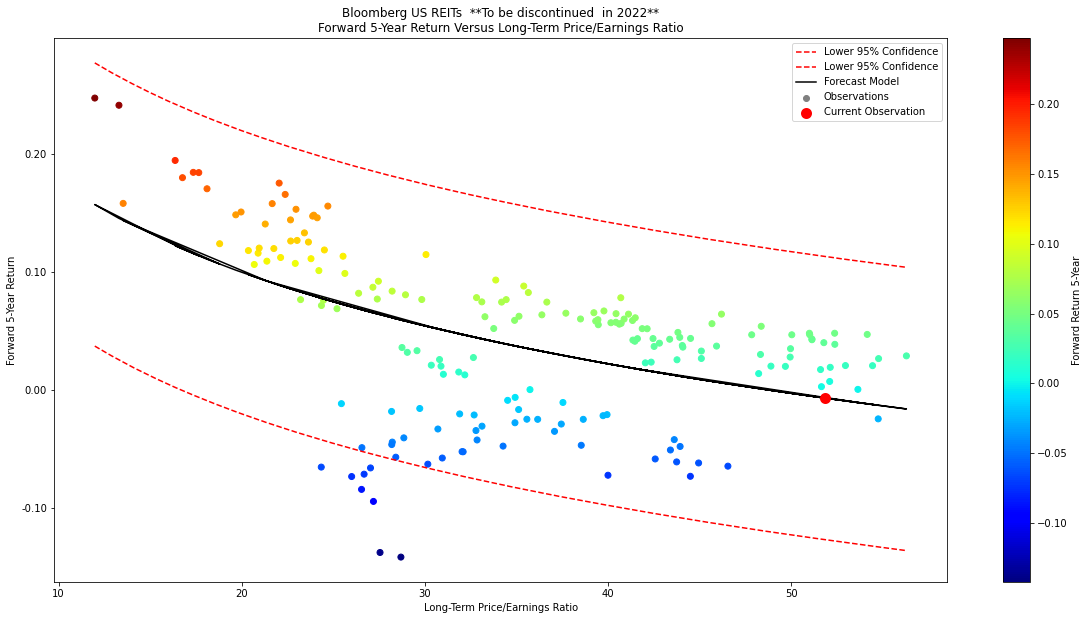 Bloomberg US REITs  **To be discontinued  in 2022**
Forward 5-Year Return Versus Long-Term Price/Earnings Ratio
Lower 95% Confidence
Lower 95% Confidence
Forecast Model
Observations
Current Observation
Forward 5-Year Return
0.20
0.10
0.00
-0.10
10
20
30
40
50
Long-Term Price/Earnings Ratio
0.20
0.15
0.10
0.05
0.00
−0.05
−0.10
Forward Return 5-Year